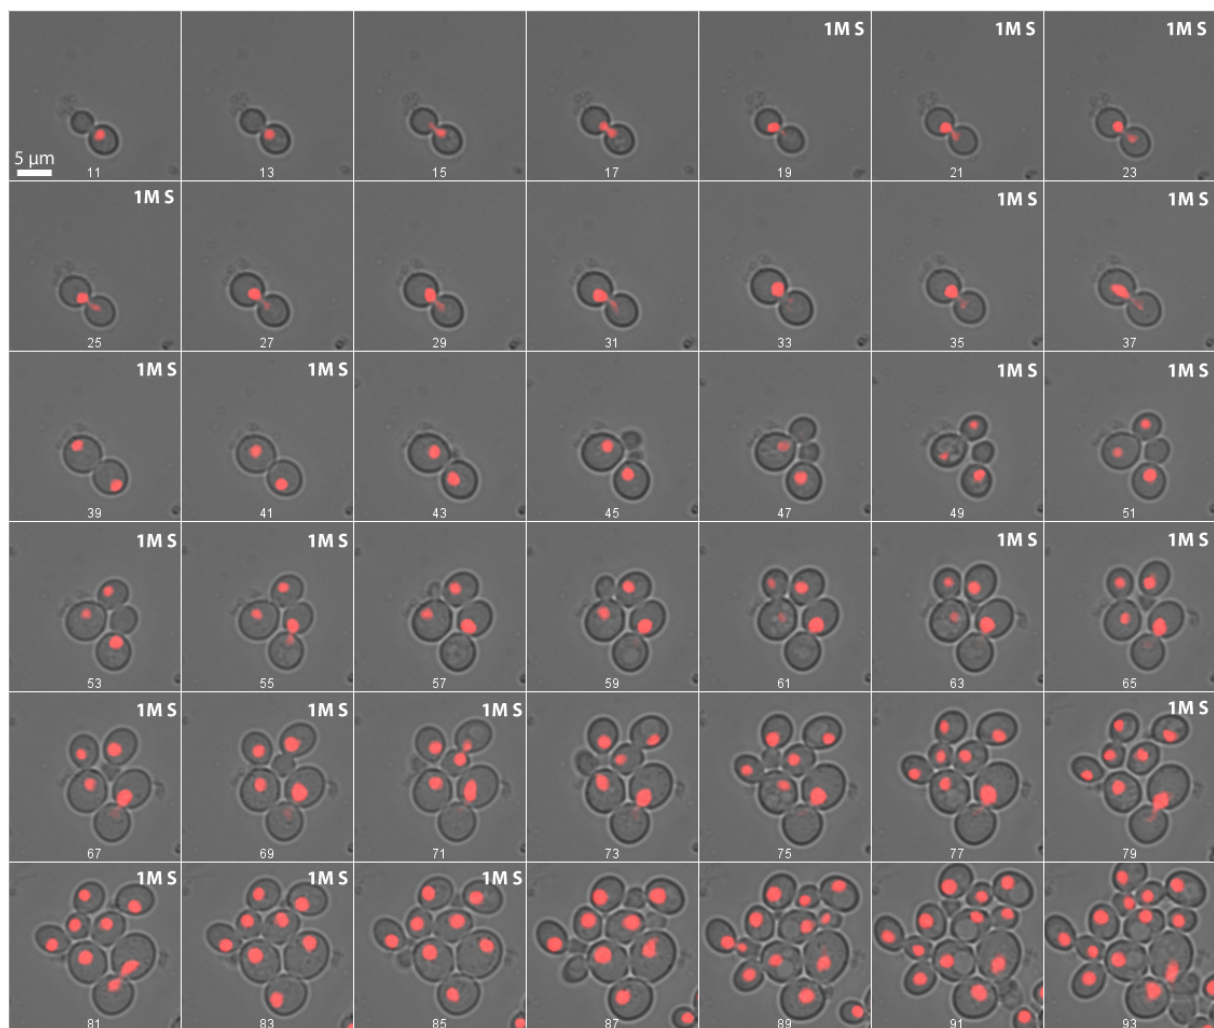 1M S 1M S 1M S
5 µm
11 13 15 17 19 21 23
1M S 1M S 1M S
25 27 29 31 33 35 37
1M S 1M S 1M S 1M S
39 41 43 45 47 49 51
1M S 1M S 1M S 1M S
53 55 57 59 61 63 65
1M S 1M S 1M S 1M S
67 69 71 73 75 77 79
1M S 1M S 1M S
81 83 85 87 89 91 93